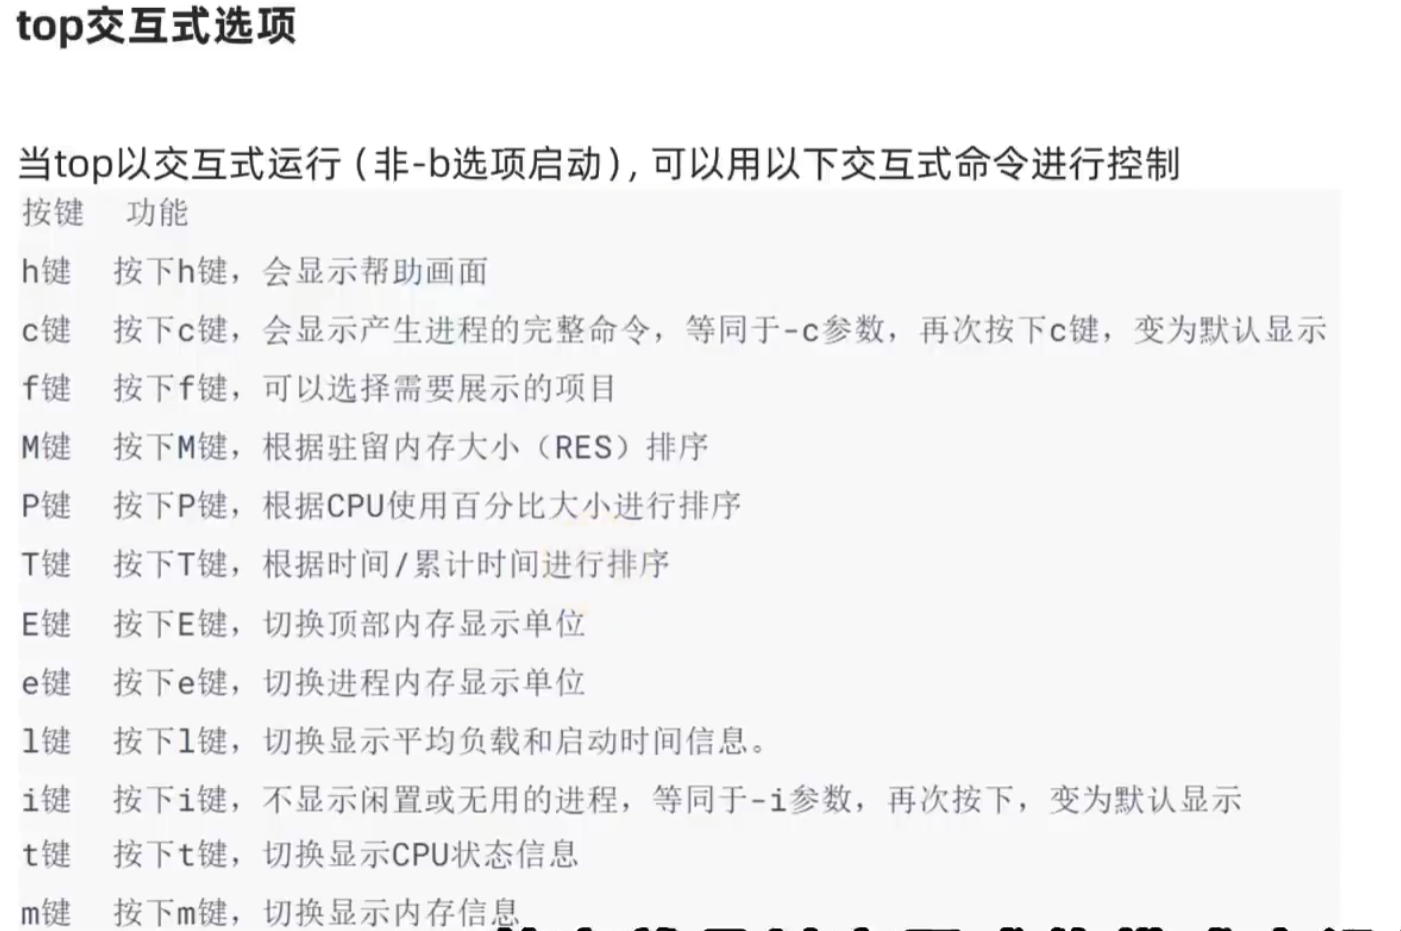 top交互式选项
当top以交互式运行(非-b选项启动), 可以用以下交互式命令进行控制
按键 功能
h键 按下h键，会显示帮助画面
c键 按下c键，会显示产生进程的完整命令，等同于-c参数，再次按下c键，变为默认显示
f键 按下f键，可以选择需要展示的项目
M键 按下M键，根据驻留内存大小（RES）排序
P键 按下P键，根据CPU使用百分比大小进行排序
T键 按下T键，根据时间/累计时间进行排序
E键 按下E键，切换顶部内存显示单位
e键 按下e键，切换进程内存显示单位
l键 按下l键，切换显示平均负载和启动时间信息。
i键 按下i键，不显示闲置或无用的进程，等同于-i参数，再次按下，变为默认显示
t键 按下t键，切换显示CPU状态信息
m键 按下m键，切换显示内存信息